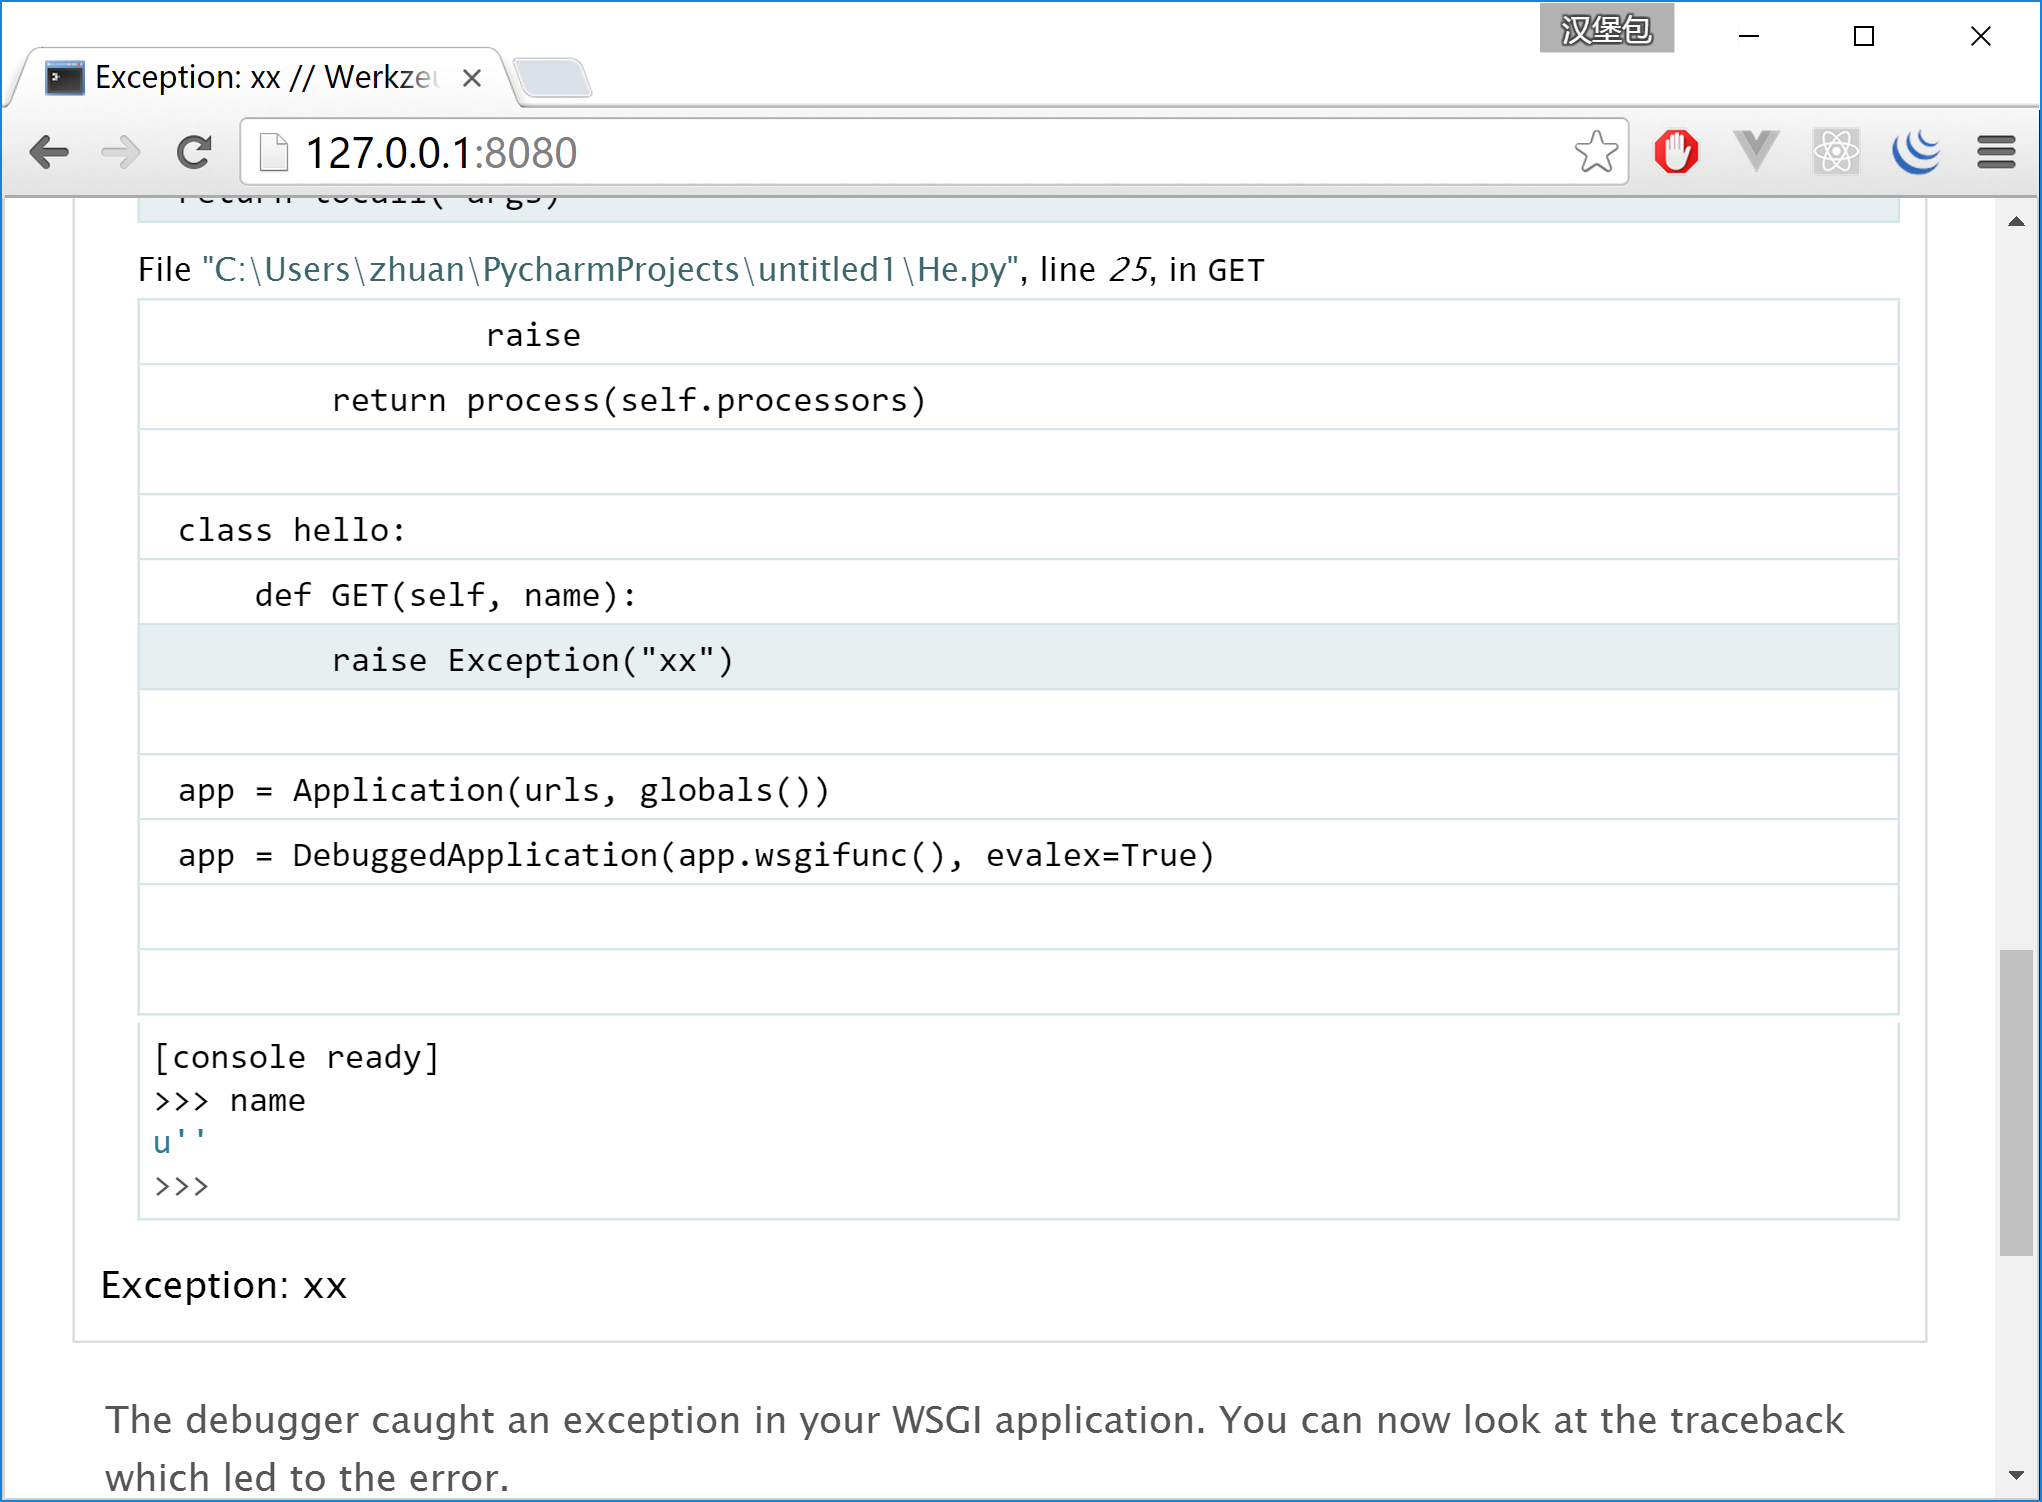 汉堡包
Exception: xx // Werkzeu
127.0.0.1:8080
return tocall(*args)
File "C:\Users\zhuan\PycharmProjects\untitled1\He.py", line 25, in GET
raise
return process(self.processors)
class hello:
def GET(self, name):
raise Exception("xx")
app = Application(urls, globals())
app = DebuggedApplication(app.wsgifunc(), evalex=True)
[console ready]
>>> name
u''
>>>
Exception: xx
The debugger caught an exception in your WSGI application. You can now look at the traceback
which led to the error.